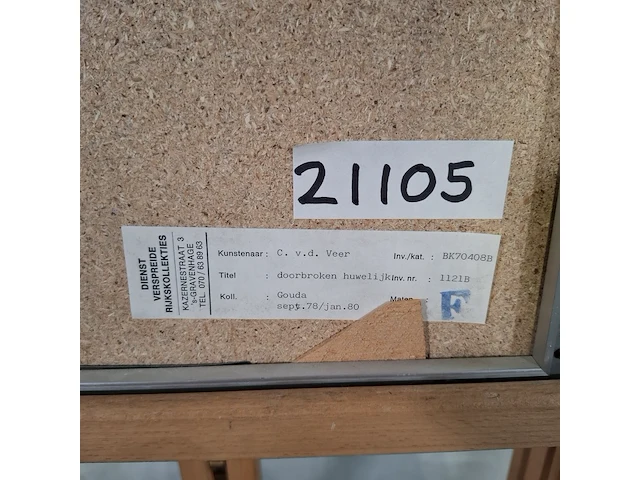 21105
DIENST
VERSPREIDE
RIJKSKOLLEKTIES
KAZERNESTRAAT 3
's-GRAVENHAGE
TEL. 070/63 89 63
Kunstenaar : C. v.d. Veer Inv./kat. : BK70408B
Titel : doorbroken huwelijk Inv. nr. : 1121B
Koll. : Gouda Maten
sept.78/jan.80 F